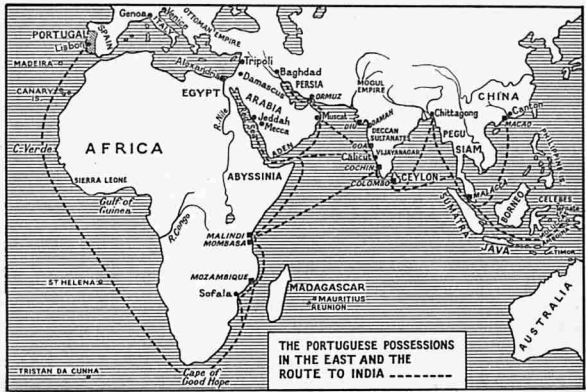 Genoa
Venice
ITALY
OTTOMAN EMPIRE
PORTUGAL
SPAIN
Lisbon
MADEIRA
CANARY
IS.
Alexandria
Tripoli
Damascus
Baghdad
PERSIA
ORMUZ
MOGUL
EMPIRE
CHINA
EGYPT
ARABIA
R. Nile
Red Sea
Jeddah
Mecca
Muscat
DIU
DAMAN
Chittagong
Canton
MACAO
DECCAN
SULTANATES
PEGU
SIAM
PHILIPPINES
C-Verde
AFRICA
ADEN
GOA
VIJAYANAGAR
Calicut
COCHIN
COLOMBO
CEYLON
SIERRA LEONE
ABYSSINIA
MALACCA
Gulf of
Guinea
SUMATRA
BORNEO
CELEBES
R. Congo
MALINDI
MOMBASA
JAVA
TIMOR
ST HELENA
MOZAMBIQUE
Sofala
MADAGASCAR
MAURITIUS
REUNION
AUSTRALIA
THE PORTUGUESE POSSESSIONS
IN THE EAST AND THE
ROUTE TO INDIA
TRISTAN DA CUNHA
Cape of
Good Hope